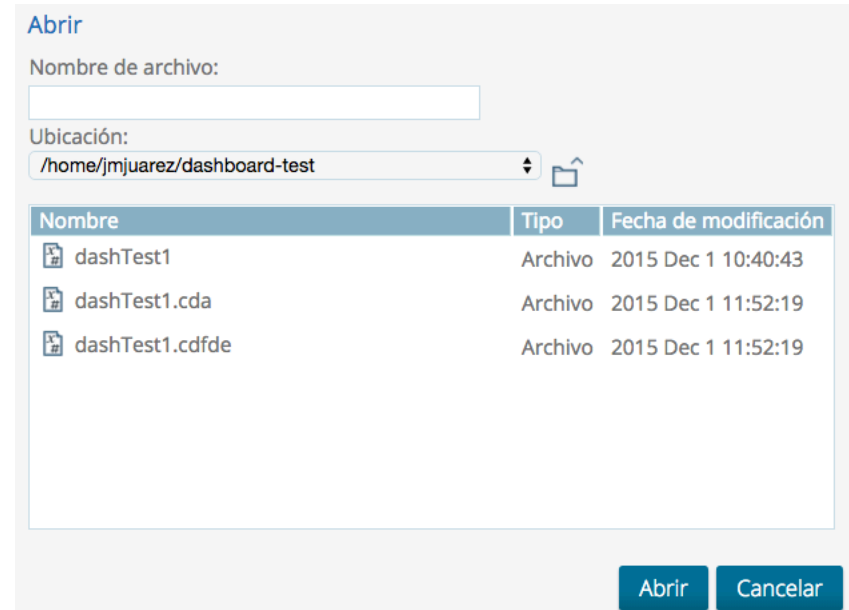 Abrir
Nombre de archivo:
Ubicación:
/home/jmjuarez/dashboard-test
Nombre Tipo Fecha de modificación
dashTest1 Archivo 2015 Dec 1 10:40:43
dashTest1.cda Archivo 2015 Dec 1 11:52:19
dashTest1.cdfde Archivo 2015 Dec 1 11:52:19
Abrir Cancelar